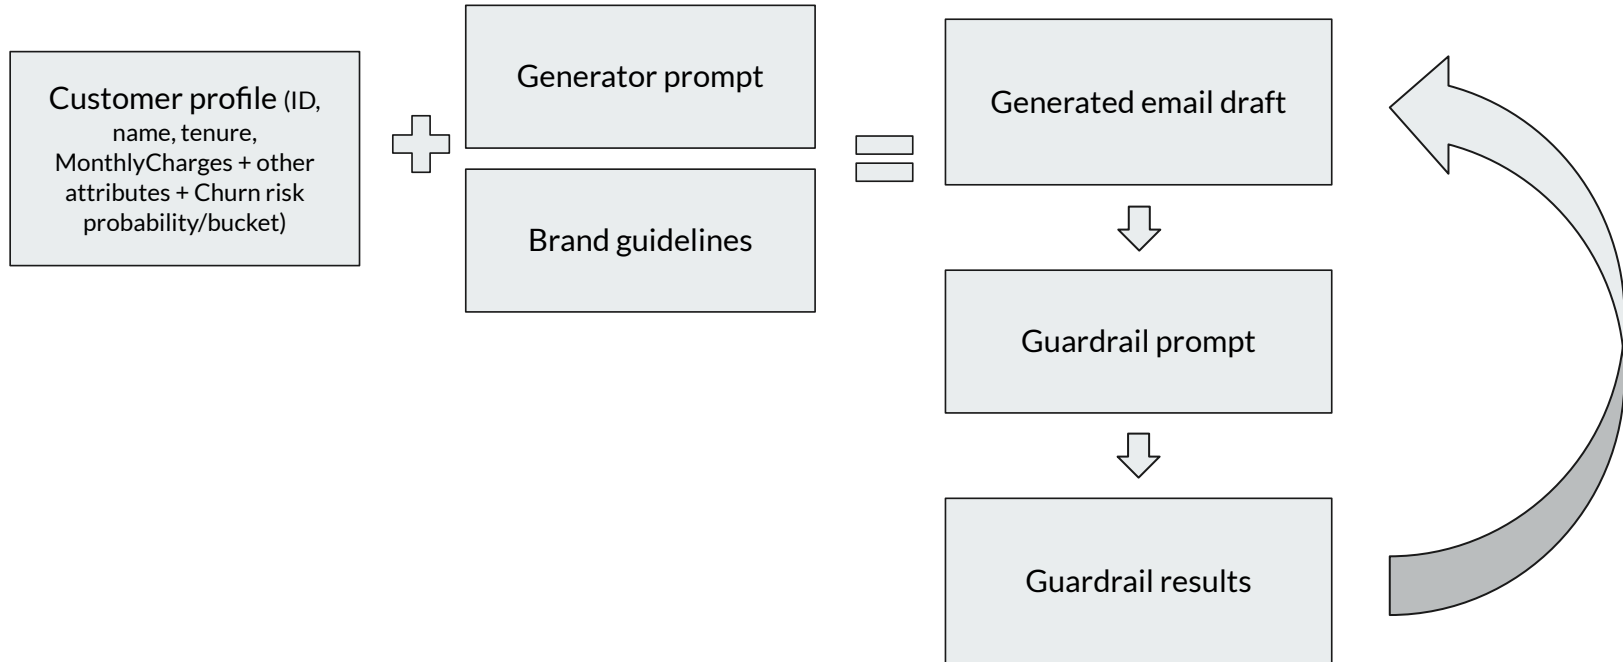 Customer profile (ID,
name, tenure,
MonthlyCharges + other
attributes + Churn risk
probability/bucket)
Generator prompt
Brand guidelines
Generated email draft
Guardrail prompt
Guardrail results